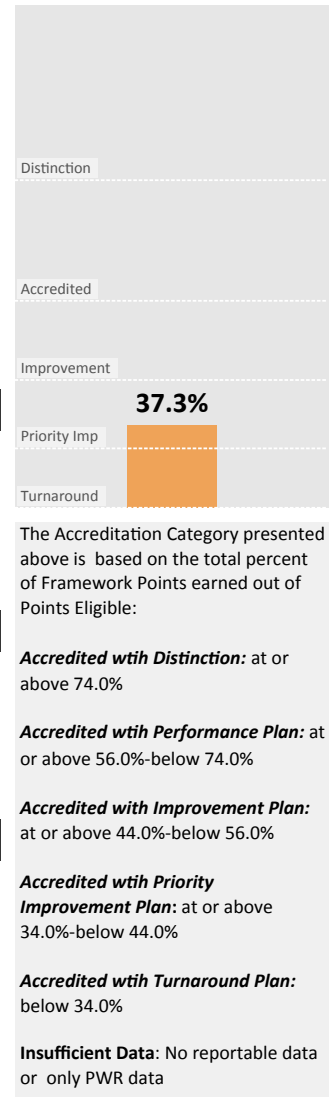 Distinction
Accredited
Improvement
37.3%
Priority Imp
Turnaround
The Accreditation Category presented
above is  based on the total percent
of Framework Points earned out of
Points Eligible:
Accredited wtih Distinction: at or
above 74.0%
Accredited wtih Performance Plan: at
or above 56.0%-below 74.0%
Accredited with Improvement Plan:
at or above 44.0%-below 56.0%
Accredited wtih Priority
Improvement Plan: at or above
34.0%-below 44.0%
Accredited wtih Turnaround Plan:
below 34.0%
Insufficient Data: No reportable data
or  only PWR data